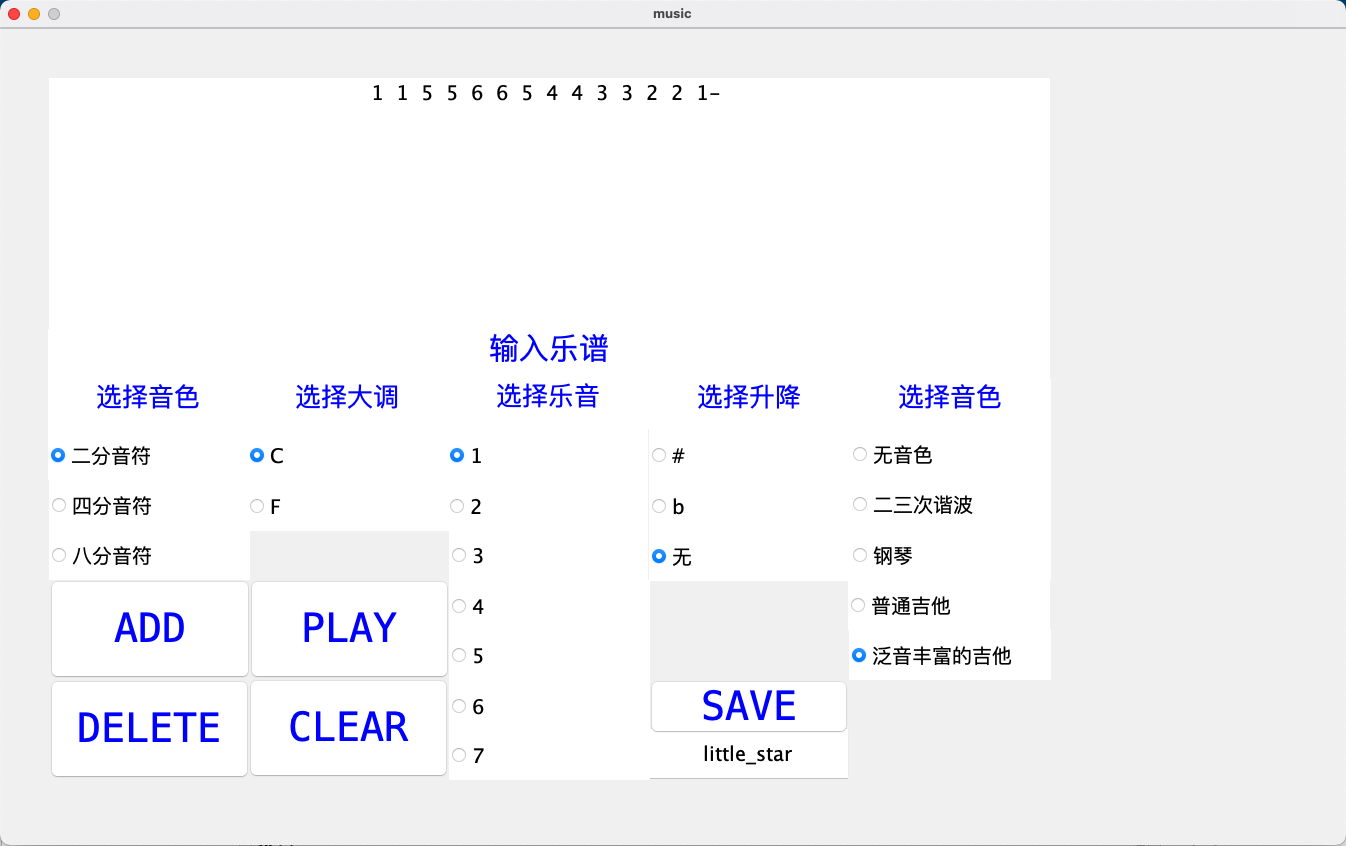 music
1 1 5 5 6 6 5 4 4 3 3 2 2 1-
输入乐谱
选择音色 选择大调 选择乐音 选择升降 选择音色
二分音符 C 1 # 无音色
四分音符 F 2 b 二三次谐波
八分音符 3 无 钢琴
ADD PLAY 4 普通吉他
5 泛音丰富的吉他
DELETE CLEAR 6 SAVE
7 little_star